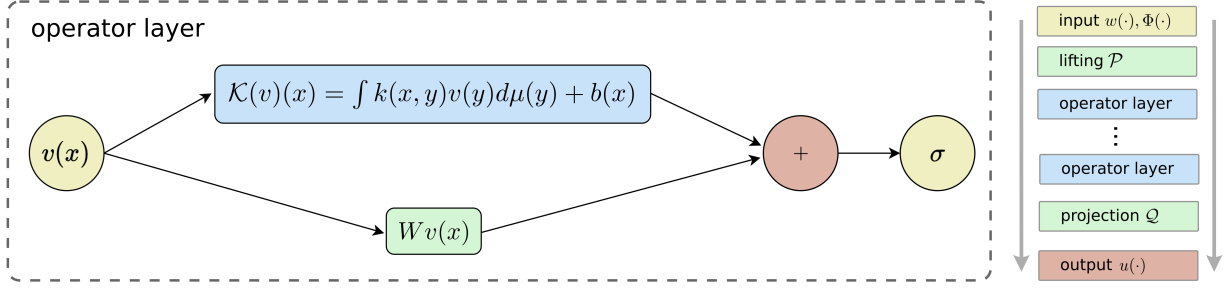 operator layer
𝒦(v)(x) = ∫ k(x, y)v(y)dμ(y) + b(x)
v(x)
+
σ
Wv(x)
input w(·), Φ(·)
lifting 𝒫
operator layer
⋮
operator layer
projection 𝒬
output u(·)